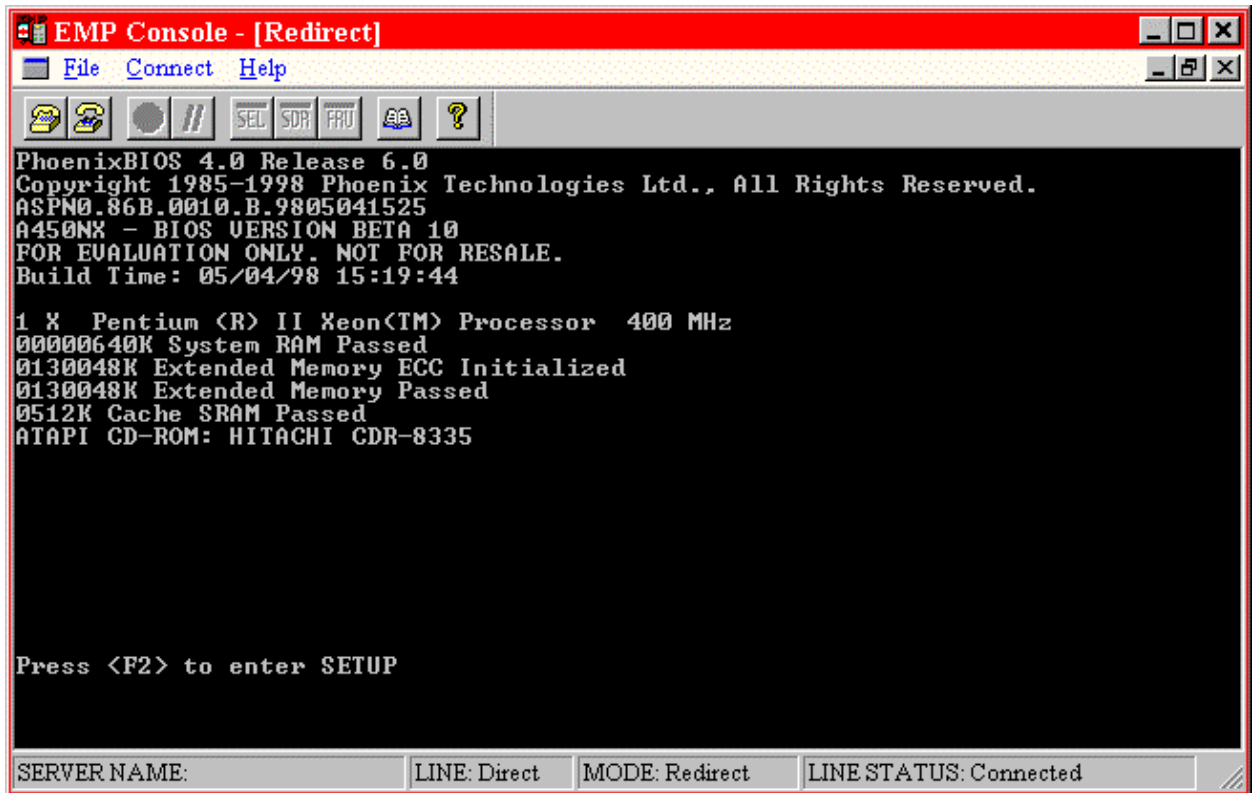 EMP Console - [Redirect]
File Connect Help
SEL SDR FRU
PhoenixBIOS 4.0 Release 6.0
Copyright 1985-1998 Phoenix Technologies Ltd., All Rights Reserved.
ASPN0.86B.0010.B.9805041525
A450NX - BIOS VERSION BETA 10
FOR EVALUATION ONLY. NOT FOR RESALE.
Build Time: 05/04/98 15:19:44
1 X  Pentium (R) II Xeon(TM) Processor  400 MHz
00000640K System RAM Passed
0130048K Extended Memory ECC Initialized
0130048K Extended Memory Passed
0512K Cache SRAM Passed
ATAPI CD-ROM: HITACHI CDR-8335
Press <F2> to enter SETUP
SERVER NAME: LINE: Direct MODE: Redirect LINE STATUS: Connected